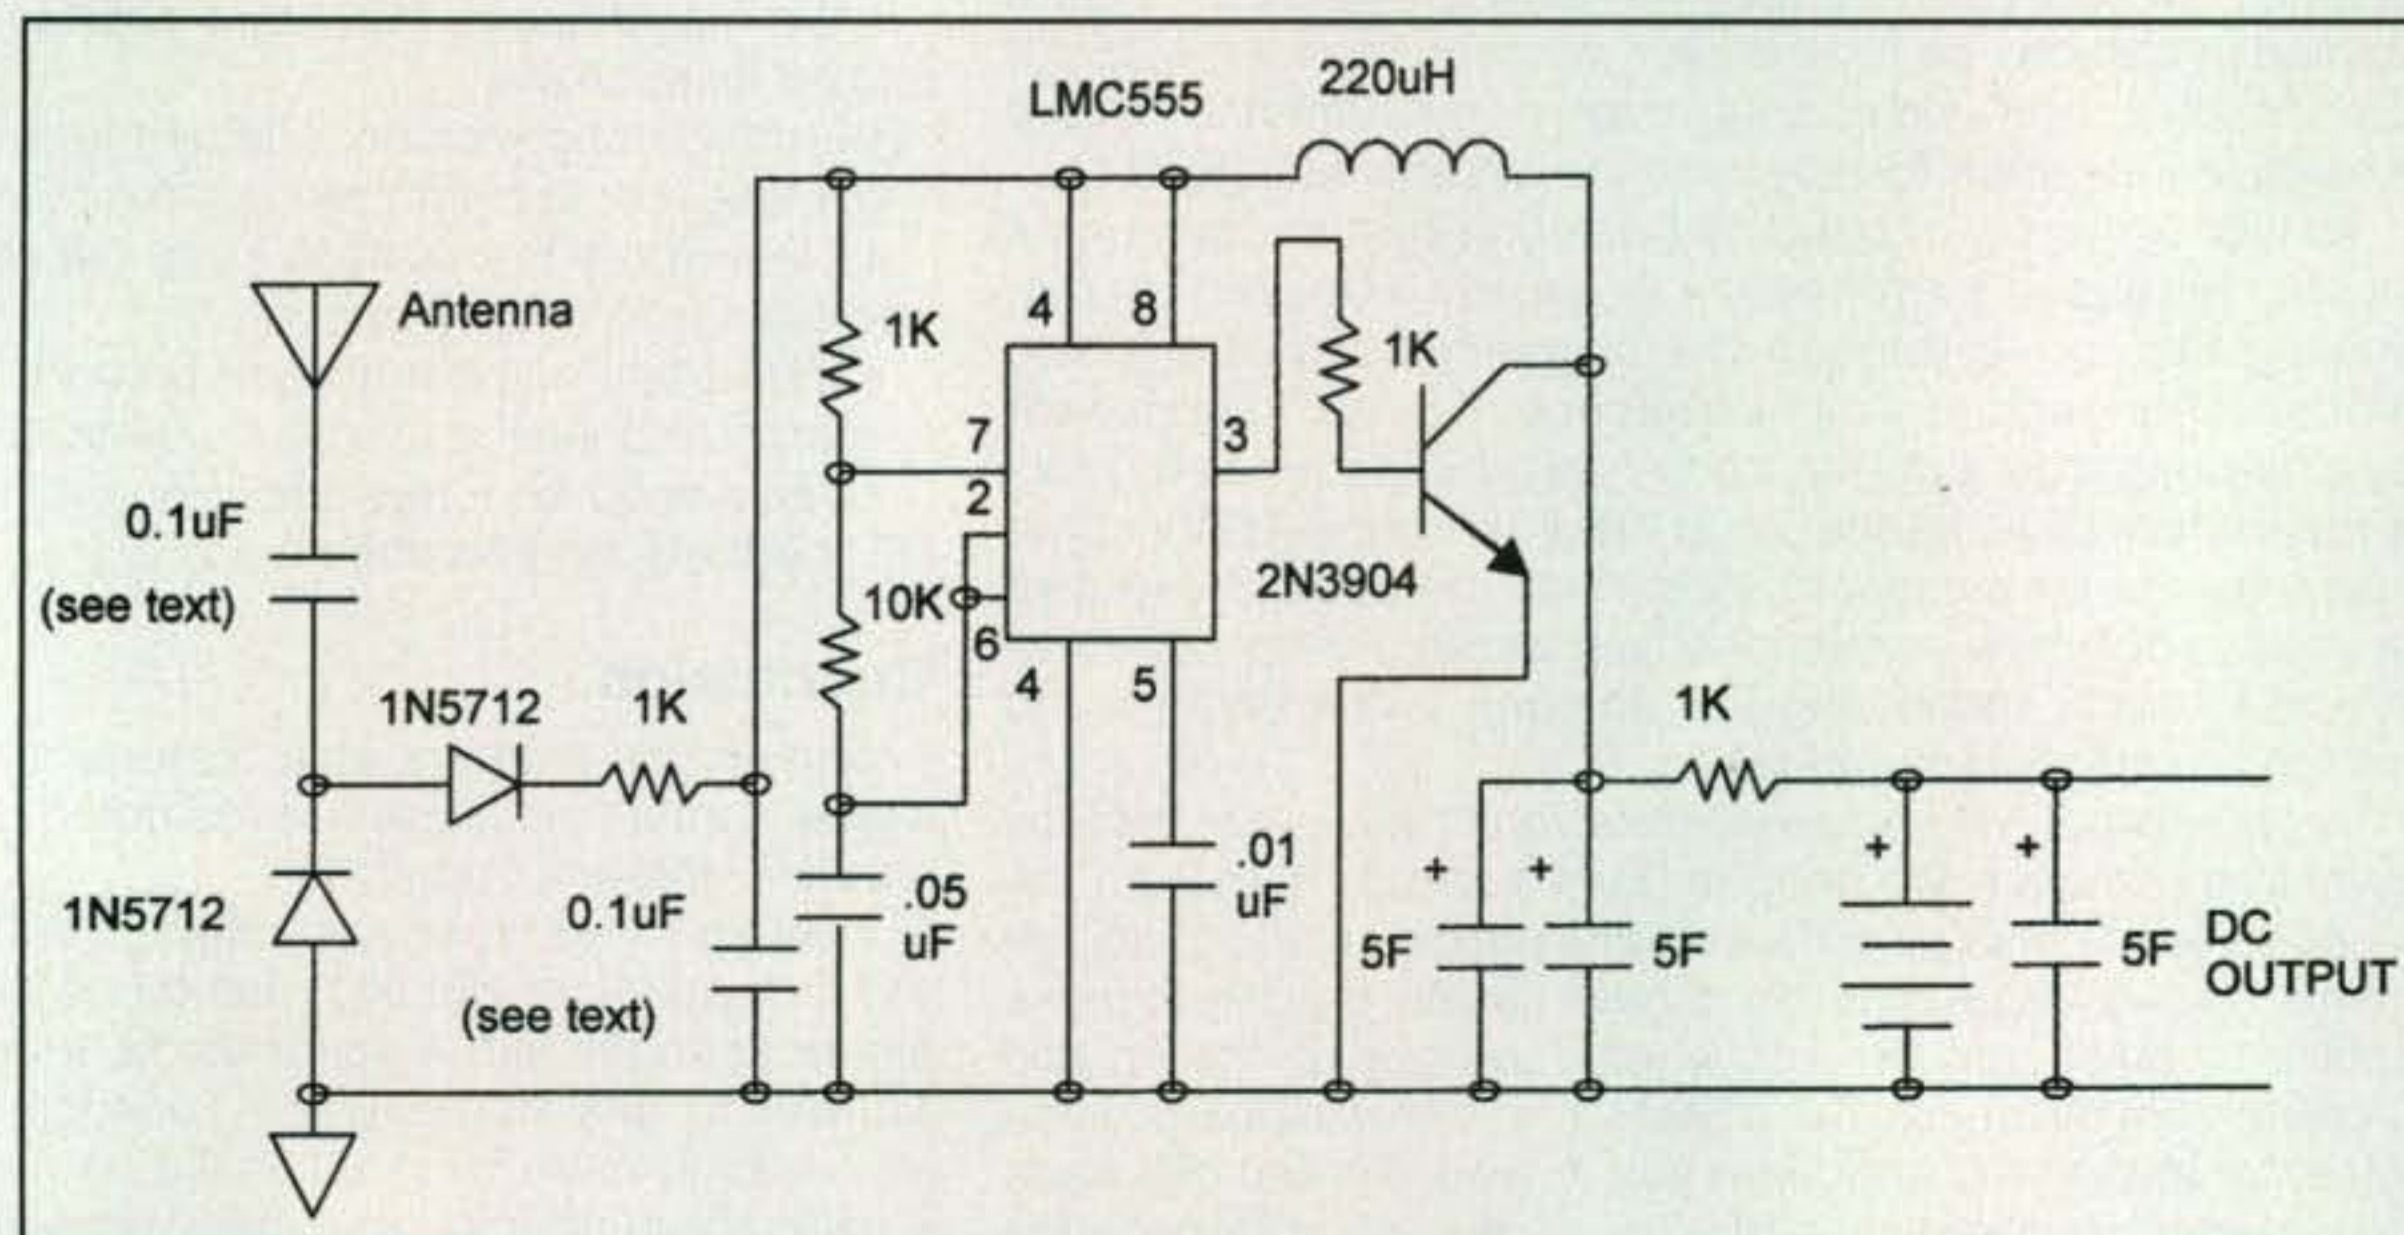 220uH
LMC555
Antenna
4
8
1K
1K
7
3
2
0.1uF
(see text)
10K
2N3904
6
4
5
1N5712
1K
1K
.01
uF
+
+
+
+
1N5712
0.1uF
.05
uF
5F
5F
5F
DC
OUTPUT
(see text)